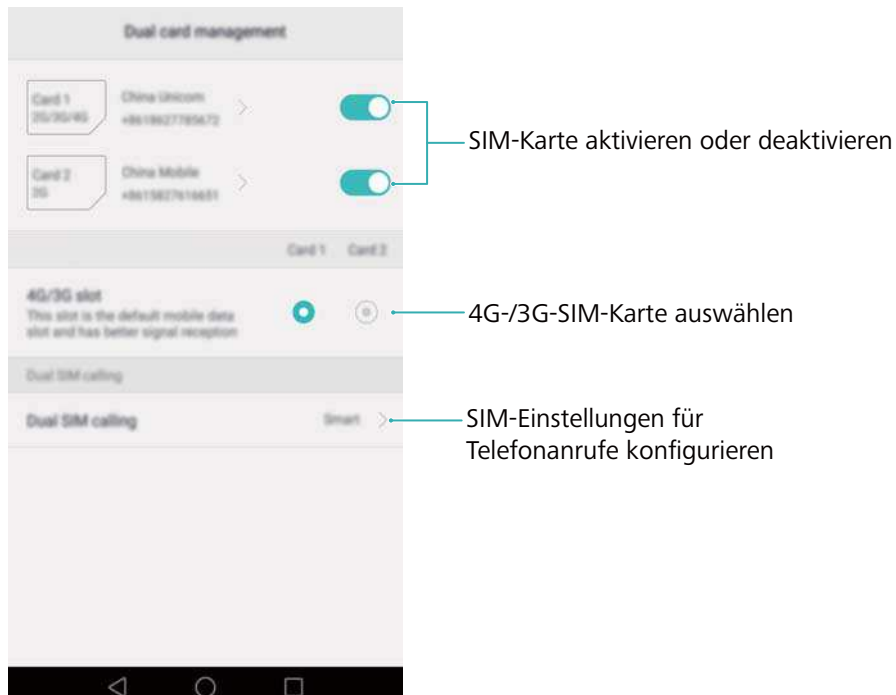 Dual card management
Card 1
2G/3G/4G
China Unicom
+8618627785672
Card 2
2G
China Mobile
+8615827616651
SIM-Karte aktivieren oder deaktivieren
Card 1 Card 2
4G/3G slot
This slot is the default mobile data
slot and has better signal reception
4G-/3G-SIM-Karte auswählen
Dual SIM calling
Dual SIM calling
Smart
SIM-Einstellungen für
Telefonanrufe konfigurieren